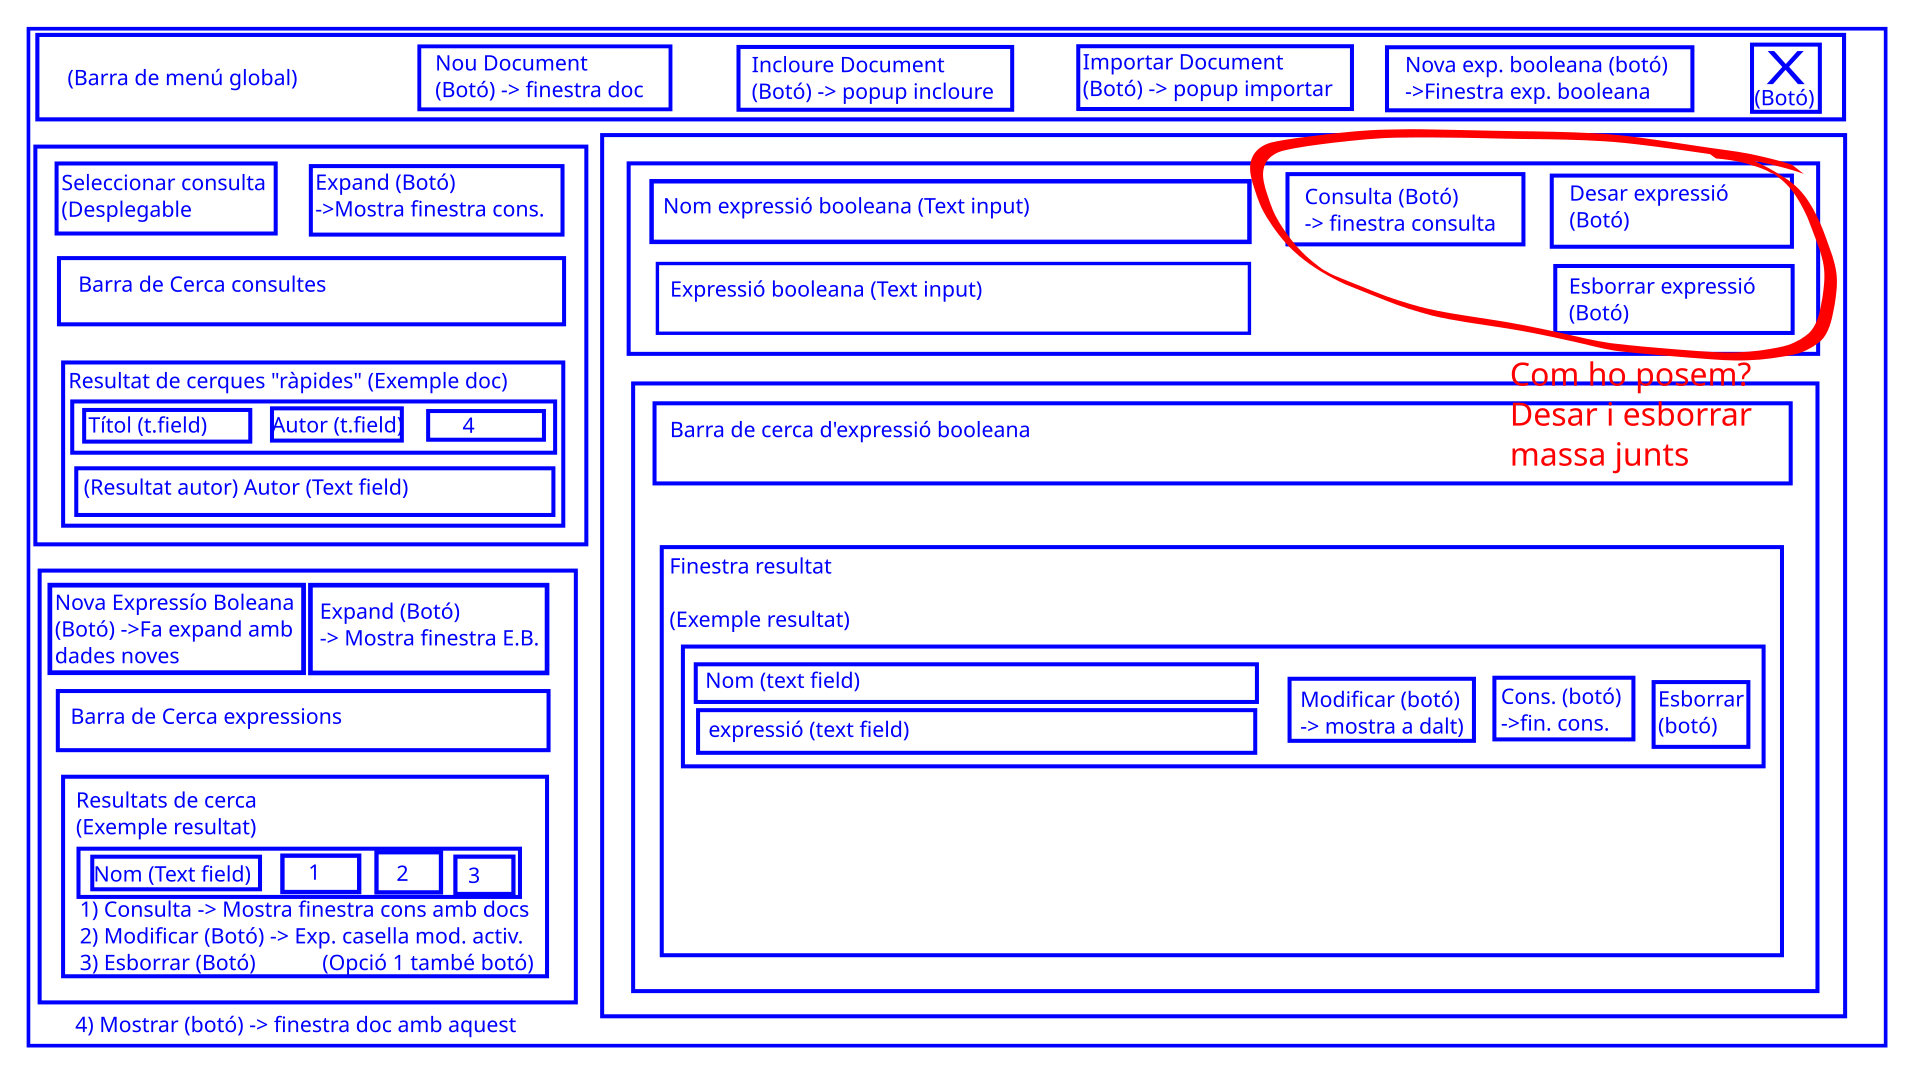 (Barra de menú global)
Nou Document
(Botó) -> finestra doc
Incloure Document
(Botó) -> popup incloure
Importar Document
(Botó) -> popup importar
Nova exp. booleana (botó)
->Finestra exp. booleana
X
(Botó)
Seleccionar consulta
(Desplegable
Expand (Botó)
->Mostra finestra cons.
Barra de Cerca consultes
Resultat de cerques "ràpides" (Exemple doc)
Títol (t.field)
Autor (t.field)
4
(Resultat autor) Autor (Text field)
Nova Expressío Boleana
(Botó) ->Fa expand amb
dades noves
Expand (Botó)
-> Mostra finestra E.B.
Barra de Cerca expressions
Resultats de cerca
(Exemple resultat)
Nom (Text field)
1
2
3
1) Consulta -> Mostra finestra cons amb docs
2) Modificar (Botó) -> Exp. casella mod. activ.
3) Esborrar (Botó) (Opció 1 també botó)
4) Mostrar (botó) -> finestra doc amb aquest
Nom expressió booleana (Text input)
Consulta (Botó)
-> finestra consulta
Desar expressió
(Botó)
Expressió booleana (Text input)
Esborrar expressió
(Botó)
Com ho posem?
Desar i esborrar
massa junts
Barra de cerca d'expressió booleana
Finestra resultat
(Exemple resultat)
Nom (text field)
expressió (text field)
Modificar (botó)
-> mostra a dalt)
Cons. (botó)
->fin. cons.
Esborrar
(botó)